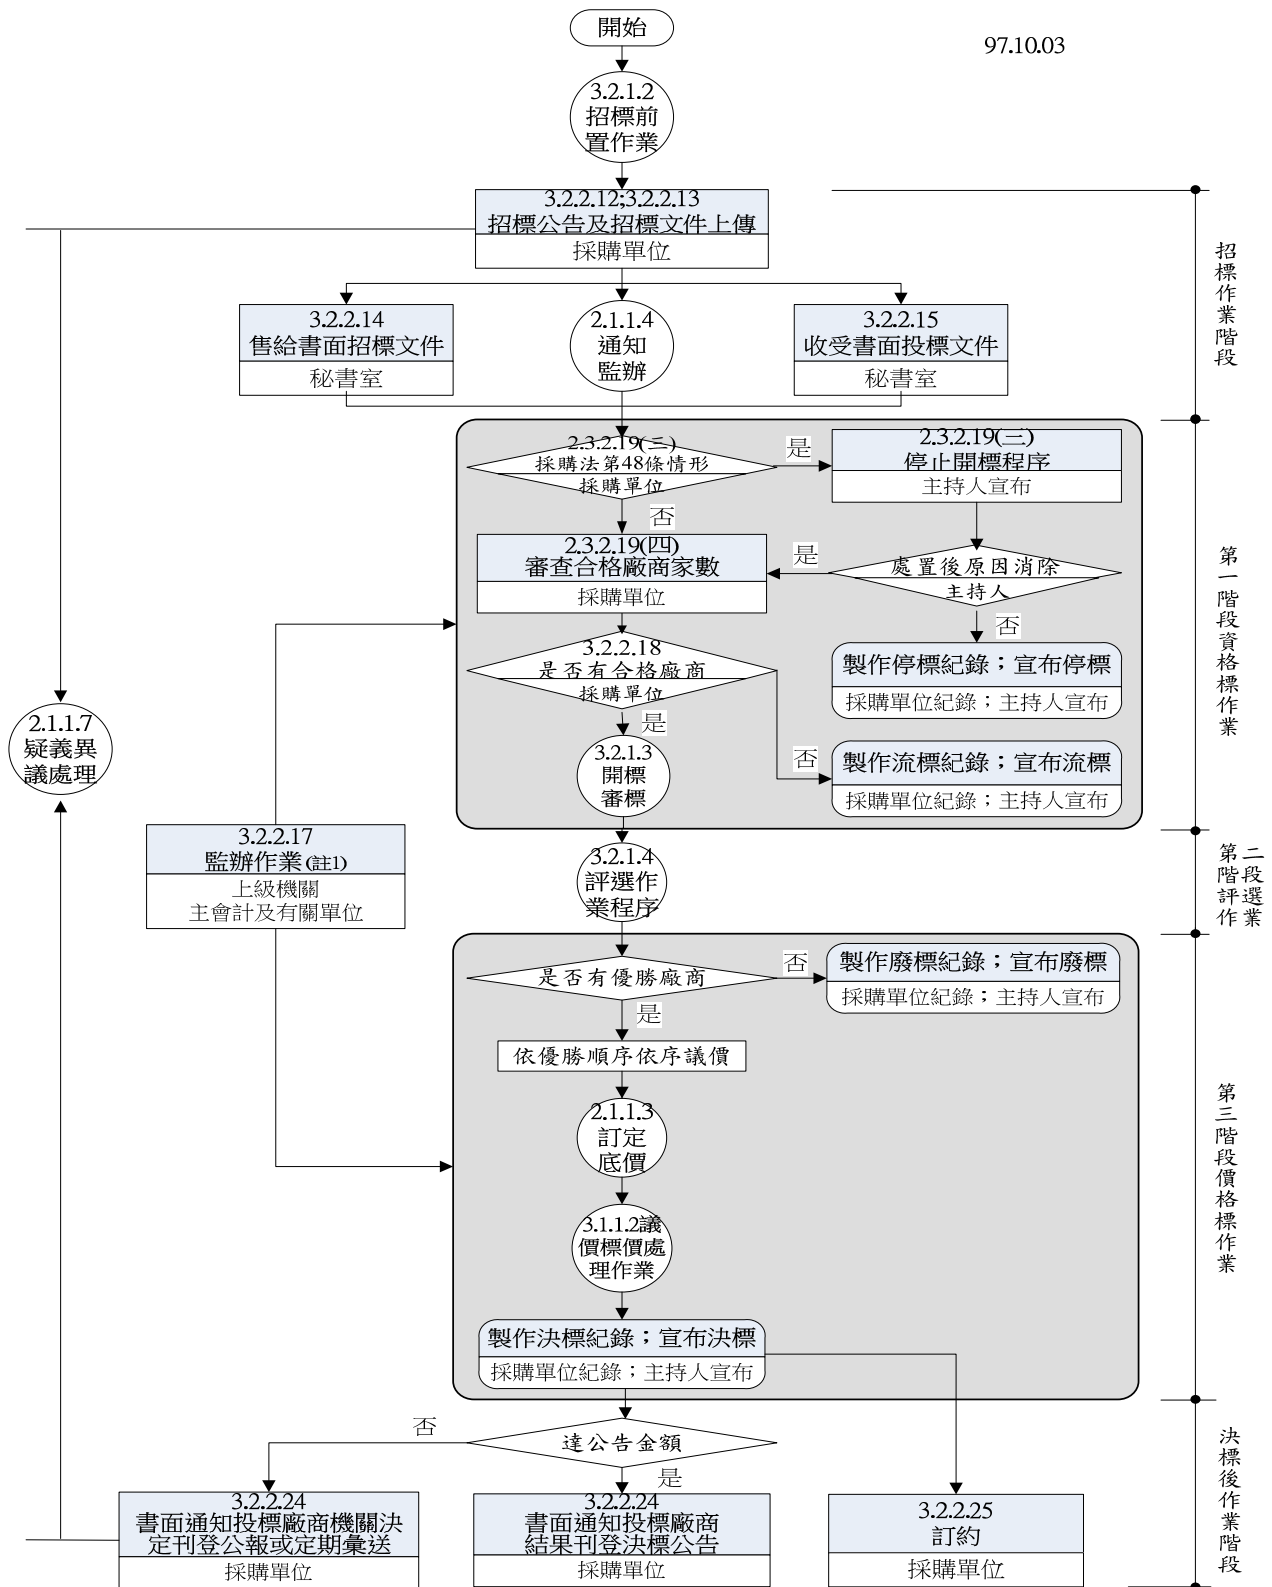 開始
97.10.03
3.2.1.2
招標前
置作業
3.2.2.12;3.2.2.13
招標公告及招標文件上傳
採購單位
招標作業階段
3.2.2.14
售給書面招標文件
秘書室
2.1.1.4
通知
監辦
3.2.2.15
收受書面投標文件
秘書室
2.3.2.19(三)
採購法第48條情形
採購單位
是
2.3.2.19(三)
停止開標程序
主持人宣布
否
2.3.2.19(四)
審查合格廠商家數
採購單位
是
處置後原因消除
主持人
否
第一階段資格標作業
3.2.2.18
是否有合格廠商
採購單位
製作停標紀錄；宣布停標
採購單位紀錄；主持人宣布
是
2.1.1.7
疑義異
議處理
3.2.1.3
開標
審標
否
製作流標紀錄；宣布流標
採購單位紀錄；主持人宣布
3.2.2.17
監辦作業(註1)
上級機關
主會計及有關單位
3.2.1.4
評選作
業程序
第二
階段
評選
作業
是否有優勝廠商
否
製作廢標紀錄；宣布廢標
採購單位紀錄；主持人宣布
是
依優勝順序依序議價
2.1.1.3
訂定
底價
第三階段價格標作業
3.1.1.2議
價標價處
理作業
製作決標紀錄；宣布決標
採購單位紀錄；主持人宣布
否
達公告金額
是
決標後作業階段
3.2.2.24
書面通知投標廠商機關決
定刊登公報或定期彙送
採購單位
3.2.2.24
書面通知投標廠商
結果刊登決標公告
採購單位
3.2.2.25
訂約
採購單位